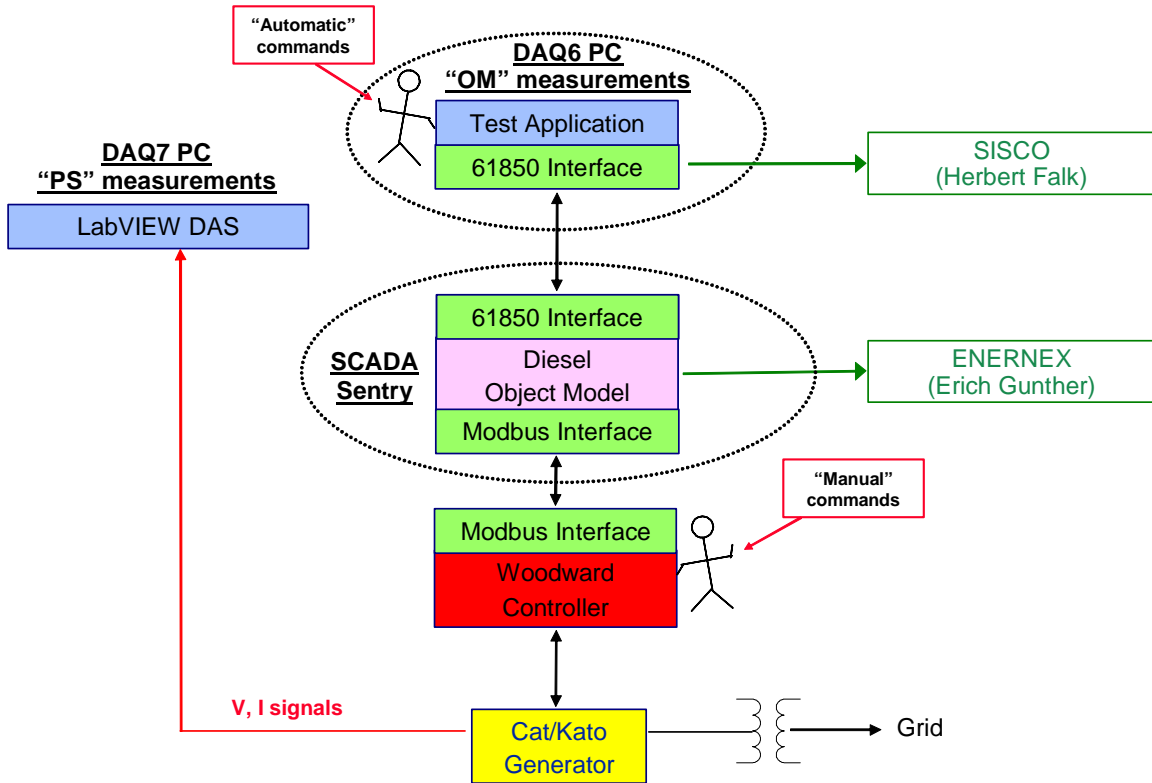 “Automatic”
commands
DAQ6 PC
“OM” measurements
Test Application
61850 Interface
SISCO
(Herbert Falk)
DAQ7 PC
“PS” measurements
LabVIEW DAS
61850 Interface
Diesel
Object Model
Modbus Interface
SCADA
Sentry
ENERNEX
(Erich Gunther)
“Manual”
commands
Modbus Interface
Woodward
Controller
V, I signals
Cat/Kato
Generator
Grid